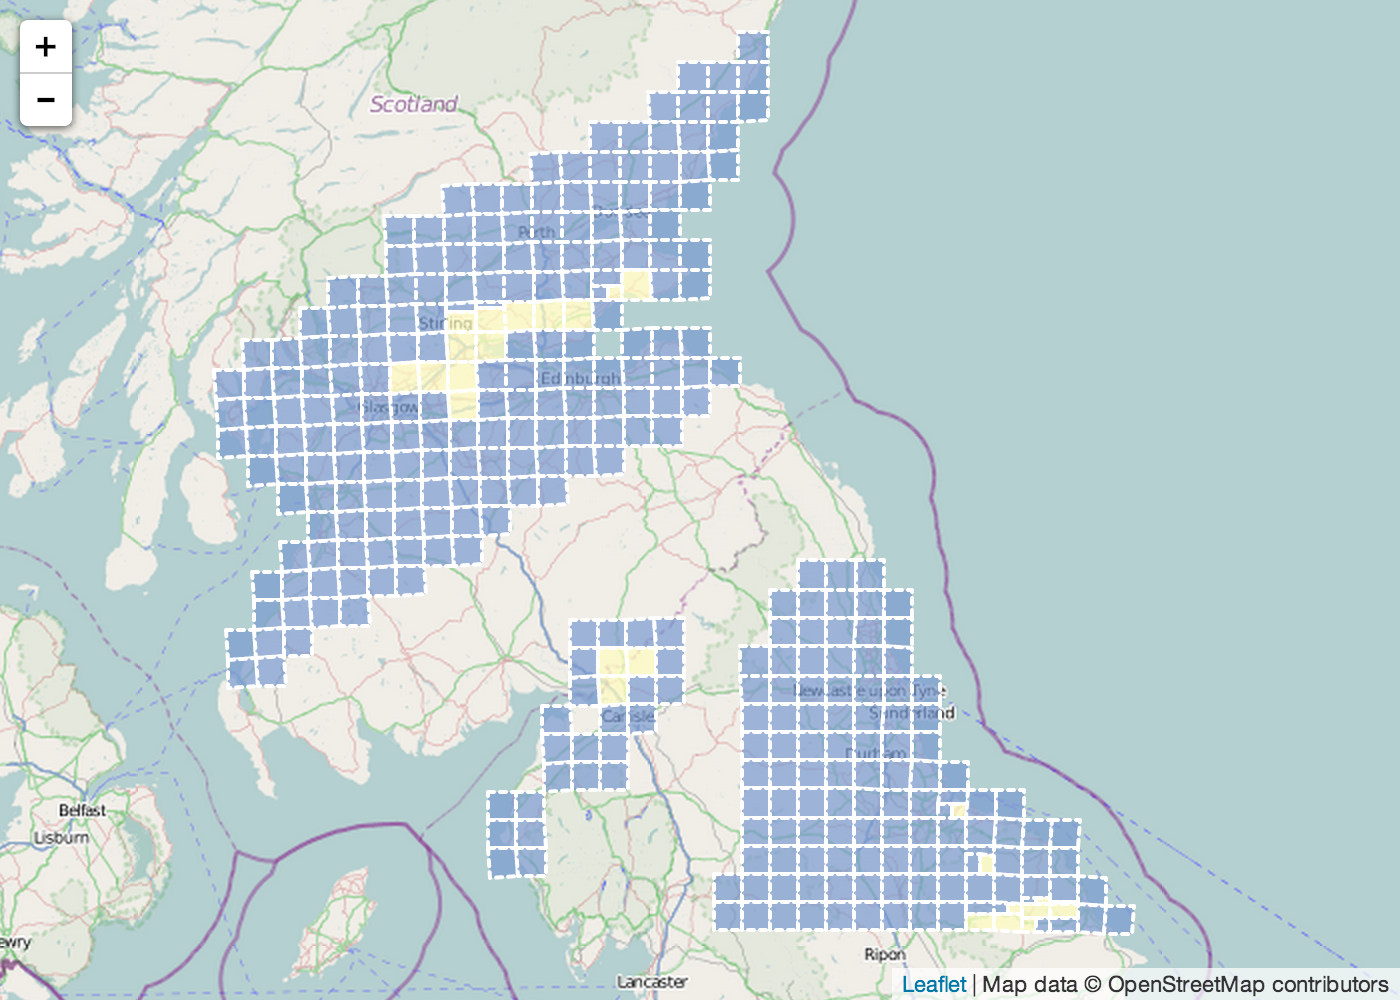 +
−
Scotland
Dundee
Perth
Stirling
Edinburgh
Glasgow
Newcastle upon Tyne
Sunderland
Carlisle
Durham
Belfast
Lisburn
ewry
Ripon
Lancaster
Leaflet | Map data © OpenStreetMap contributors